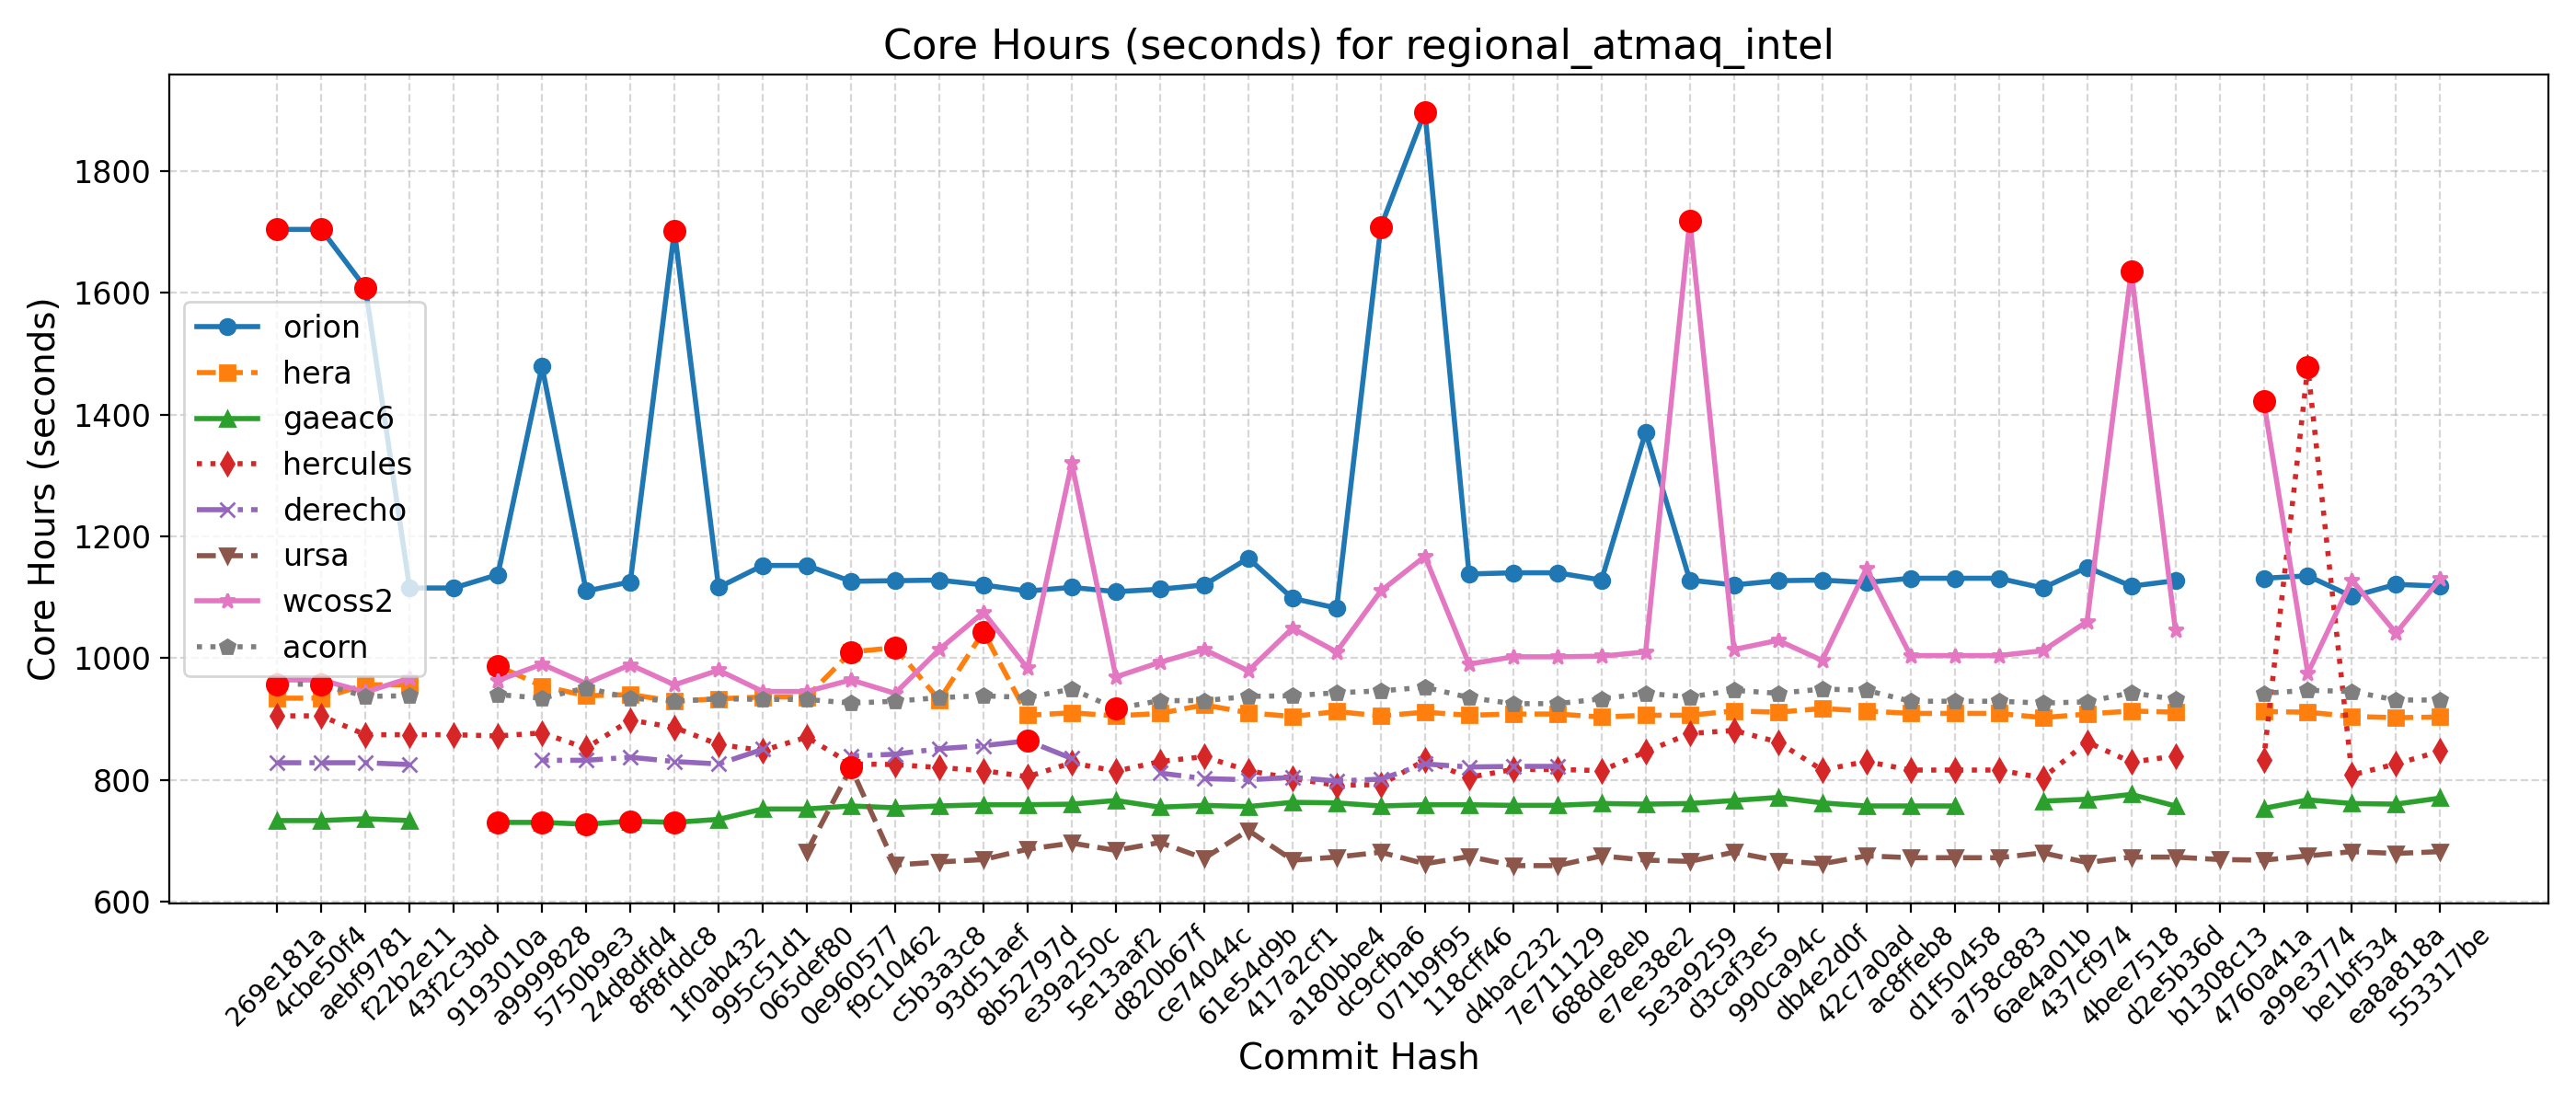 Core Hours (seconds) for regional_atmaq_intel
Core Hours (seconds)
1800
1600
1400
1200
1000
800
600
orion
hera
gaeac6
hercules
derecho
ursa
wcoss2
acorn
269e181a
4cbe50f4
aebf9781
f22b2e11
43f2c3bd
9193010a
a9999828
5750b9e3
24d8dfd4
8f8fddc8
1f0ab432
995c51d1
065def80
0e960577
f9c10462
c5b3a3c8
93d51aef
8b52797d
e39a250c
5e13aaf2
d820b67f
ce74044c
61e54d9b
417a2cf1
a180bbe4
dc9cfba6
071b9f95
118cff46
d4bac232
7e711129
688de8eb
e7ee38e2
5e3a9259
d3caf3e5
990ca94c
db4e2d0f
42c7a0ad
ac8ffeb8
d1f50458
a758c883
6ae4a01b
437cf974
4bee7518
d2e5b36d
b1308c13
4760a41a
a99e3774
be1bf534
ea8a818a
553317be
Commit Hash